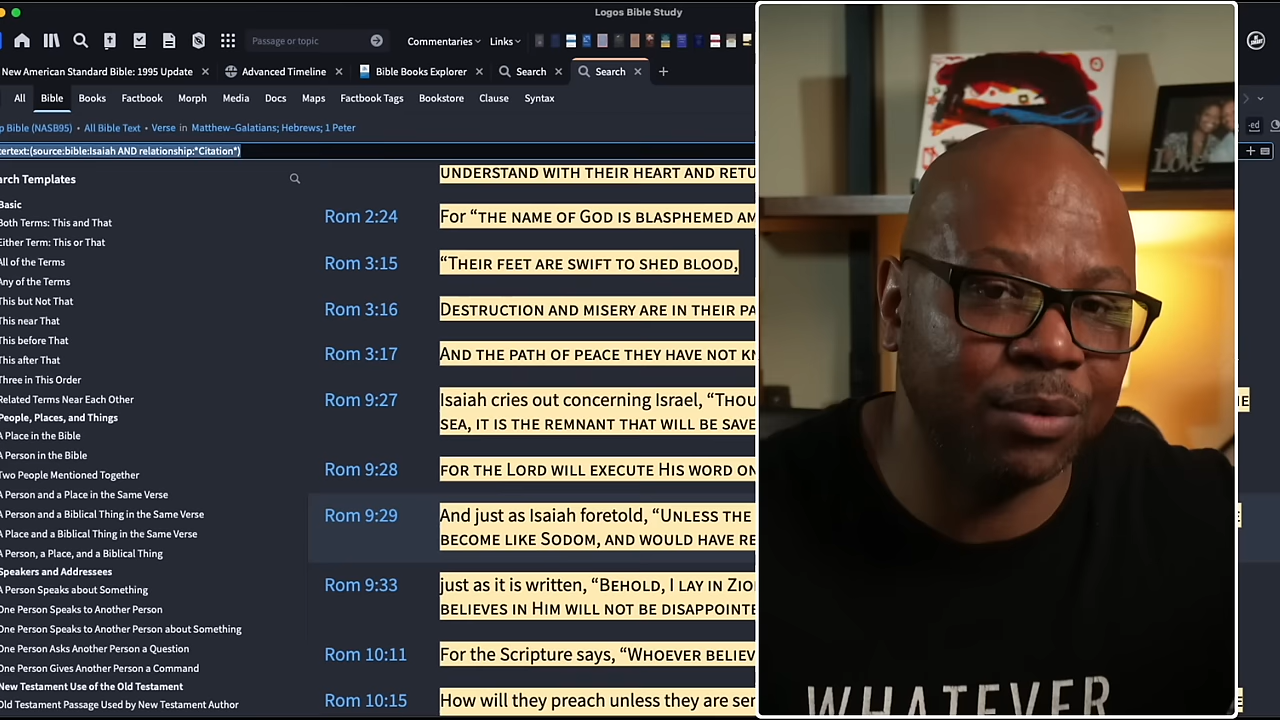 Logos Bible Study
Passage or topic
Commentaries
Links
New American Standard Bible: 1995 Update
Advanced Timeline
Bible Books Explorer
Search
Search
All
Bible
Books
Factbook
Morph
Media
Docs
Maps
Factbook Tags
Bookstore
Clause
Syntax
Bible (NASB95) • All Bible Text • Verse in Matthew–Galatians; Hebrews; 1 Peter
tertext:(source:bible:Isaiah AND relationship:"Citation")
rch Templates
Basic
Both Terms: This and That
Either Term: This or That
All of the Terms
Any of the Terms
This but Not That
This near That
This before That
This after That
Three in This Order
Related Terms Near Each Other
People, Places, and Things
A Place in the Bible
A Person in the Bible
Two People Mentioned Together
A Person and a Place in the Same Verse
A Person and a Biblical Thing in the Same Verse
A Place and a Biblical Thing in the Same Verse
A Person, a Place, and a Biblical Thing
Speakers and Addressees
A Person Speaks about Something
One Person Speaks to Another Person
One Person Speaks to Another Person about Something
One Person Asks Another Person a Question
One Person Gives Another Person a Command
New Testament Use of the Old Testament
Old Testament Passage Used by New Testament Author
UNDERSTAND WITH THEIR HEART AND RETU
Rom 2:24 For “THE NAME OF GOD IS BLASPHEMED AM
Rom 3:15 “THEIR FEET ARE SWIFT TO SHED BLOOD,
Rom 3:16 DESTRUCTION AND MISERY ARE IN THEIR PA
Rom 3:17 AND THE PATH OF PEACE THEY HAVE NOT KN
Rom 9:27 Isaiah cries out concerning Israel, “THOU
SEA, IT IS THE REMNANT THAT WILL BE SAVE
Rom 9:28 FOR THE LORD WILL EXECUTE HIS WORD ON
Rom 9:29 And just as Isaiah foretold, “UNLESS THE
BECOME LIKE SODOM, AND WOULD HAVE RE
Rom 9:33 just as it is written, “BEHOLD, I LAY IN ZIO
BELIEVES IN HIM WILL NOT BE DISAPPOINTE
Rom 10:11 For the Scripture says, “WHOEVER BELIEV
Rom 10:15 How will they preach unless they are se
Love
WHATEVER